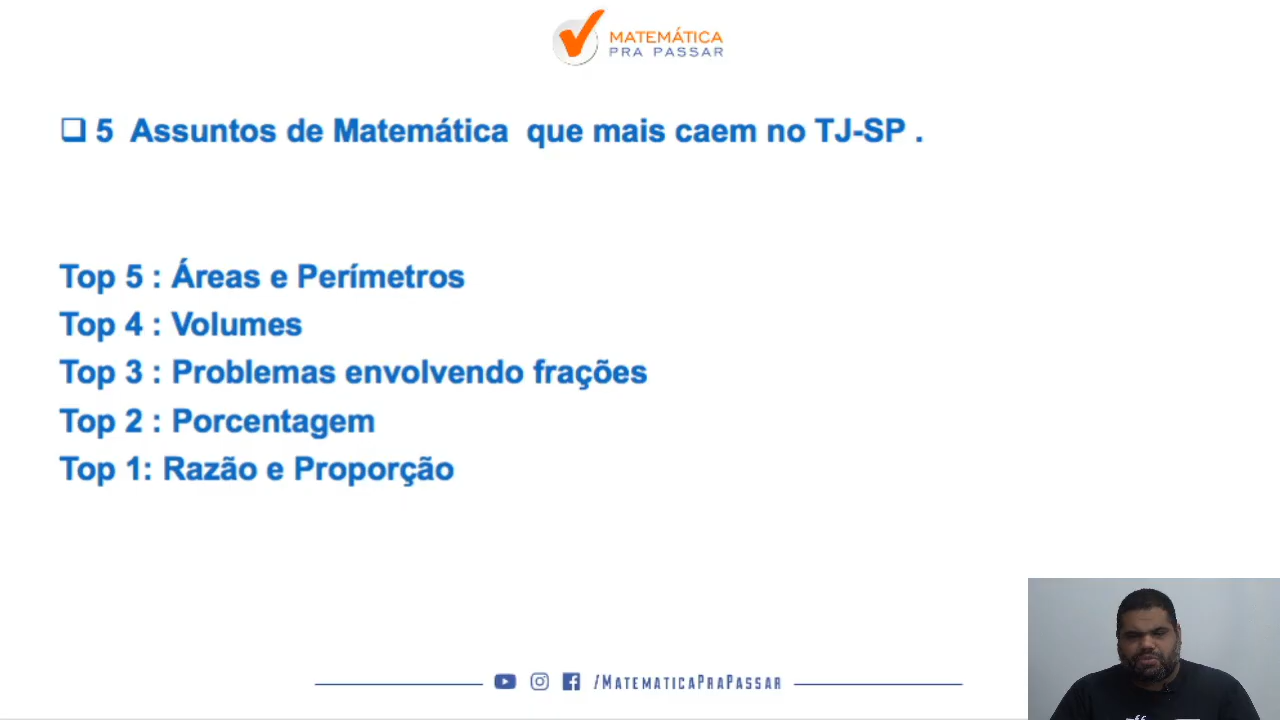 MATEMÁTICA
PRA PASSAR
5 Assuntos de Matemática que mais caem no TJ-SP .
Top 5 : Áreas e Perímetros
Top 4 : Volumes
Top 3 : Problemas envolvendo frações
Top 2 : Porcentagem
Top 1: Razão e Proporção
/MATEMATICAPRAPASSAR